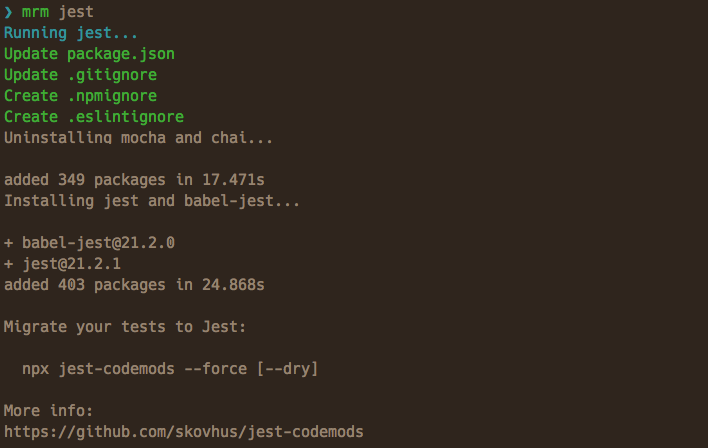 ❯ mrm jest
Running jest...
Update package.json
Update .gitignore
Create .npmignore
Create .eslintignore
Uninstalling mocha and chai...
added 349 packages in 17.471s
Installing jest and babel-jest...
+ babel-jest@21.2.0
+ jest@21.2.1
added 403 packages in 24.868s
Migrate your tests to Jest:
npx jest-codemods --force [--dry]
More info:
https://github.com/skovhus/jest-codemods